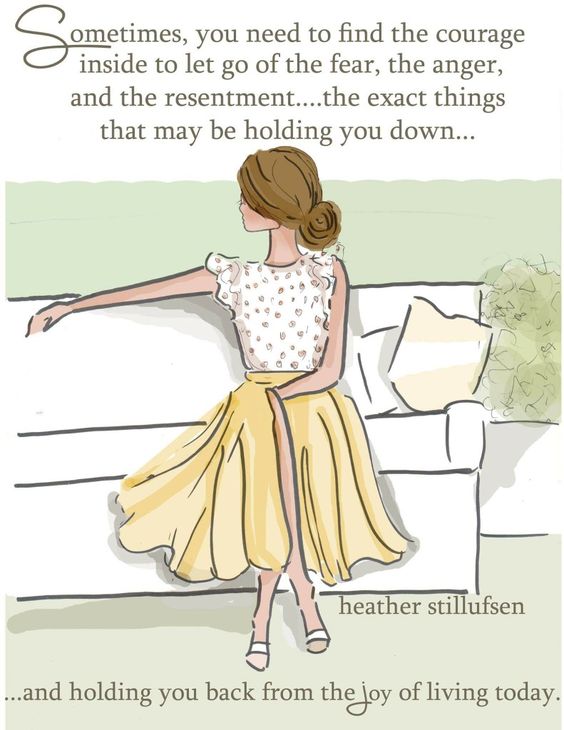 Sometimes, you need to find the courage
inside to let go of the fear, the anger,
and the resentment....the exact things
that may be holding you down...
heather stillufsen
...and holding you back from the joy of living today.